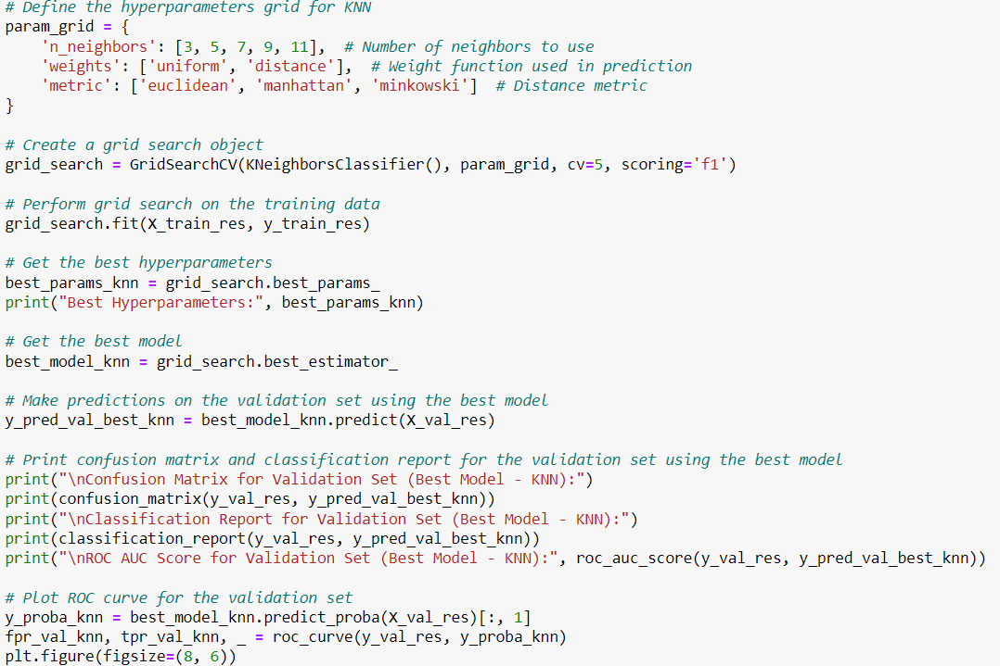 # Define the hyperparameters grid for KNN
param_grid = {
    'n_neighbors': [3, 5, 7, 9, 11],  # Number of neighbors to use
    'weights': ['uniform', 'distance'],  # Weight function used in prediction
    'metric': ['euclidean', 'manhattan', 'minkowski']  # Distance metric
}

# Create a grid search object
grid_search = GridSearchCV(KNeighborsClassifier(), param_grid, cv=5, scoring='f1')

# Perform grid search on the training data
grid_search.fit(X_train_res, y_train_res)

# Get the best hyperparameters
best_params_knn = grid_search.best_params_
print("Best Hyperparameters:", best_params_knn)

# Get the best model
best_model_knn = grid_search.best_estimator_

# Make predictions on the validation set using the best model
y_pred_val_best_knn = best_model_knn.predict(X_val_res)

# Print confusion matrix and classification report for the validation set using the best model
print("\nConfusion Matrix for Validation Set (Best Model - KNN):")
print(confusion_matrix(y_val_res, y_pred_val_best_knn))
print("\nClassification Report for Validation Set (Best Model - KNN):")
print(classification_report(y_val_res, y_pred_val_best_knn))
print("\nROC AUC Score for Validation Set (Best Model - KNN):", roc_auc_score(y_val_res, y_pred_val_best_knn))

# Plot ROC curve for the validation set
y_proba_knn = best_model_knn.predict_proba(X_val_res)[:, 1]
fpr_val_knn, tpr_val_knn, _ = roc_curve(y_val_res, y_proba_knn)
plt.figure(figsize=(8, 6))